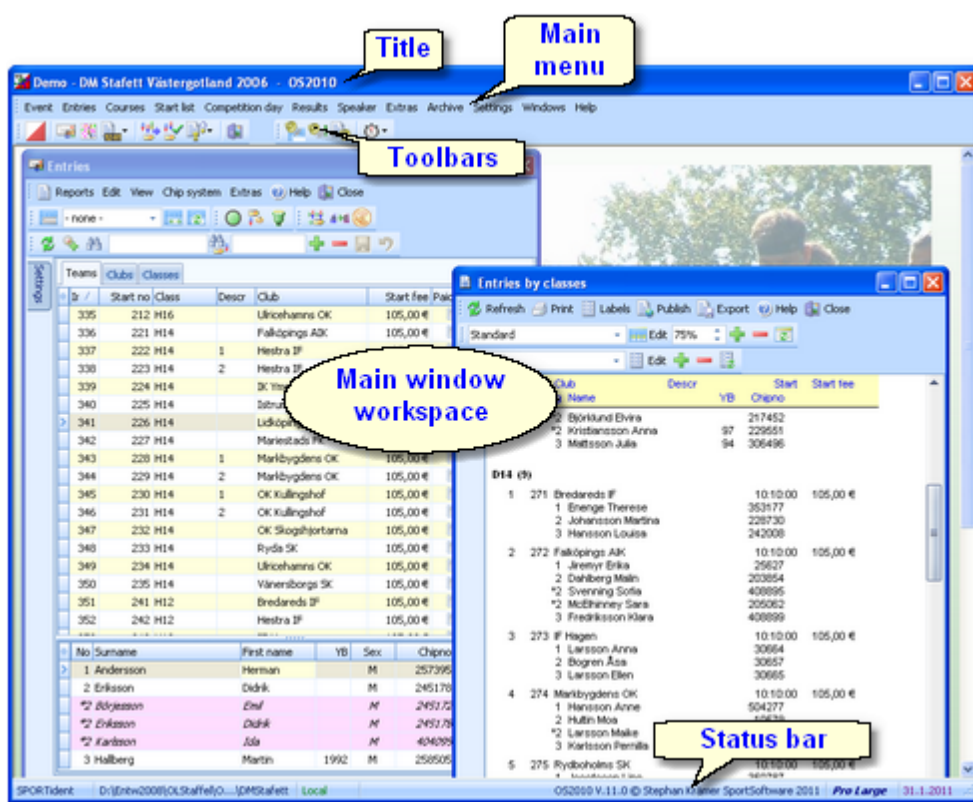 Title
Main
menu
Demo - DM Stafett Västergotland 2006 - OS2010
Event Entries Courses Start list Competition day Results Speaker Extras Archive Settings Windows Help
Toolbars
Entries
Reports Edit View Chip system Extras Help Close
- none -
Settings
Teams Clubs Classes
Start no Class Descr Club Start fee
335 212 H16 Ulricehamns OK 105,00 €
336 221 H14 Falköpings AIK 105,00 €
337 222 H14 1 Hestra IF
338 223 H14 2 Hestra IF
339 224 H14
340 225 H14
341 226 H14
342 227 H14 Mariestads
343 228 H14 1 Markbygdens OK
344 229 H14 2 Markbygdens OK 105,00 €
345 230 H14 1 OK Kullingshof 105,00 €
346 231 H14 2 OK Kullingshof 105,00 €
347 232 H14 OK Skogshjortarna 105,00 €
348 233 H14 Ryda SK 105,00 €
349 234 H14 Ulricehamns OK 105,00 €
350 235 H14 Vänersborgs SK 105,00 €
351 241 H12 Bredareds IF 105,00 €
352 242 H12 Hestra IF 105,00 €
No Surname First name YB Sex Chipno
1 Andersson Herman M 257395
2 Eriksson Didrik M 245178
*2 Börjesson Emil M 245172
*2 Eriksson Didrik M 245178
*2 Karlsson Ida M 404095
3 Hallberg Martin 1992 M 258505
Main window
workspace
Entries by classes
Refresh Print Labels Publish Export Help Close
Standard Edit 75%
Edit
Club Descr Start Start fee
Name YB Chipno
*2 Björklund Elvira 217452
*2 Kristiansson Anna 97 229551
3 Mattsson Julia 94 306496
D14 (9)
1 271 Bredareds IF 10:10:00 105,00 €
1 Enenge Therese 353177
2 Johansson Martina 228730
3 Hansson Louisa 242008
2 272 Falköpings AIK 10:10:00 105,00 €
1 Jiremyr Erika 25627
2 Dahlberg Malin 203854
*2 Svenning Sofia 408895
*2 McElhinney Sara 205062
3 Fredriksson Klara 408899
3 273 IF Hagen 10:10:00 105,00 €
1 Larsson Anna 30664
2 Bogren Åsa 30657
3 Larsson Ellen 30665
4 274 Markbygdens OK 10:10:00 105,00 €
1 Hansson Anne 504277
2 Hultin Moa
*2 Larsson Maike
3 Karlsson Pernilla
5 275 Rydboholms SK 10:10:00 105,00 €
Status bar
SPORTident D:\Entw2008\OLStaffel\O....\DMStafett Local OS2010 V.11.0 © Stephan Krämer SportSoftware 2011 Pro Large 31.1.2011